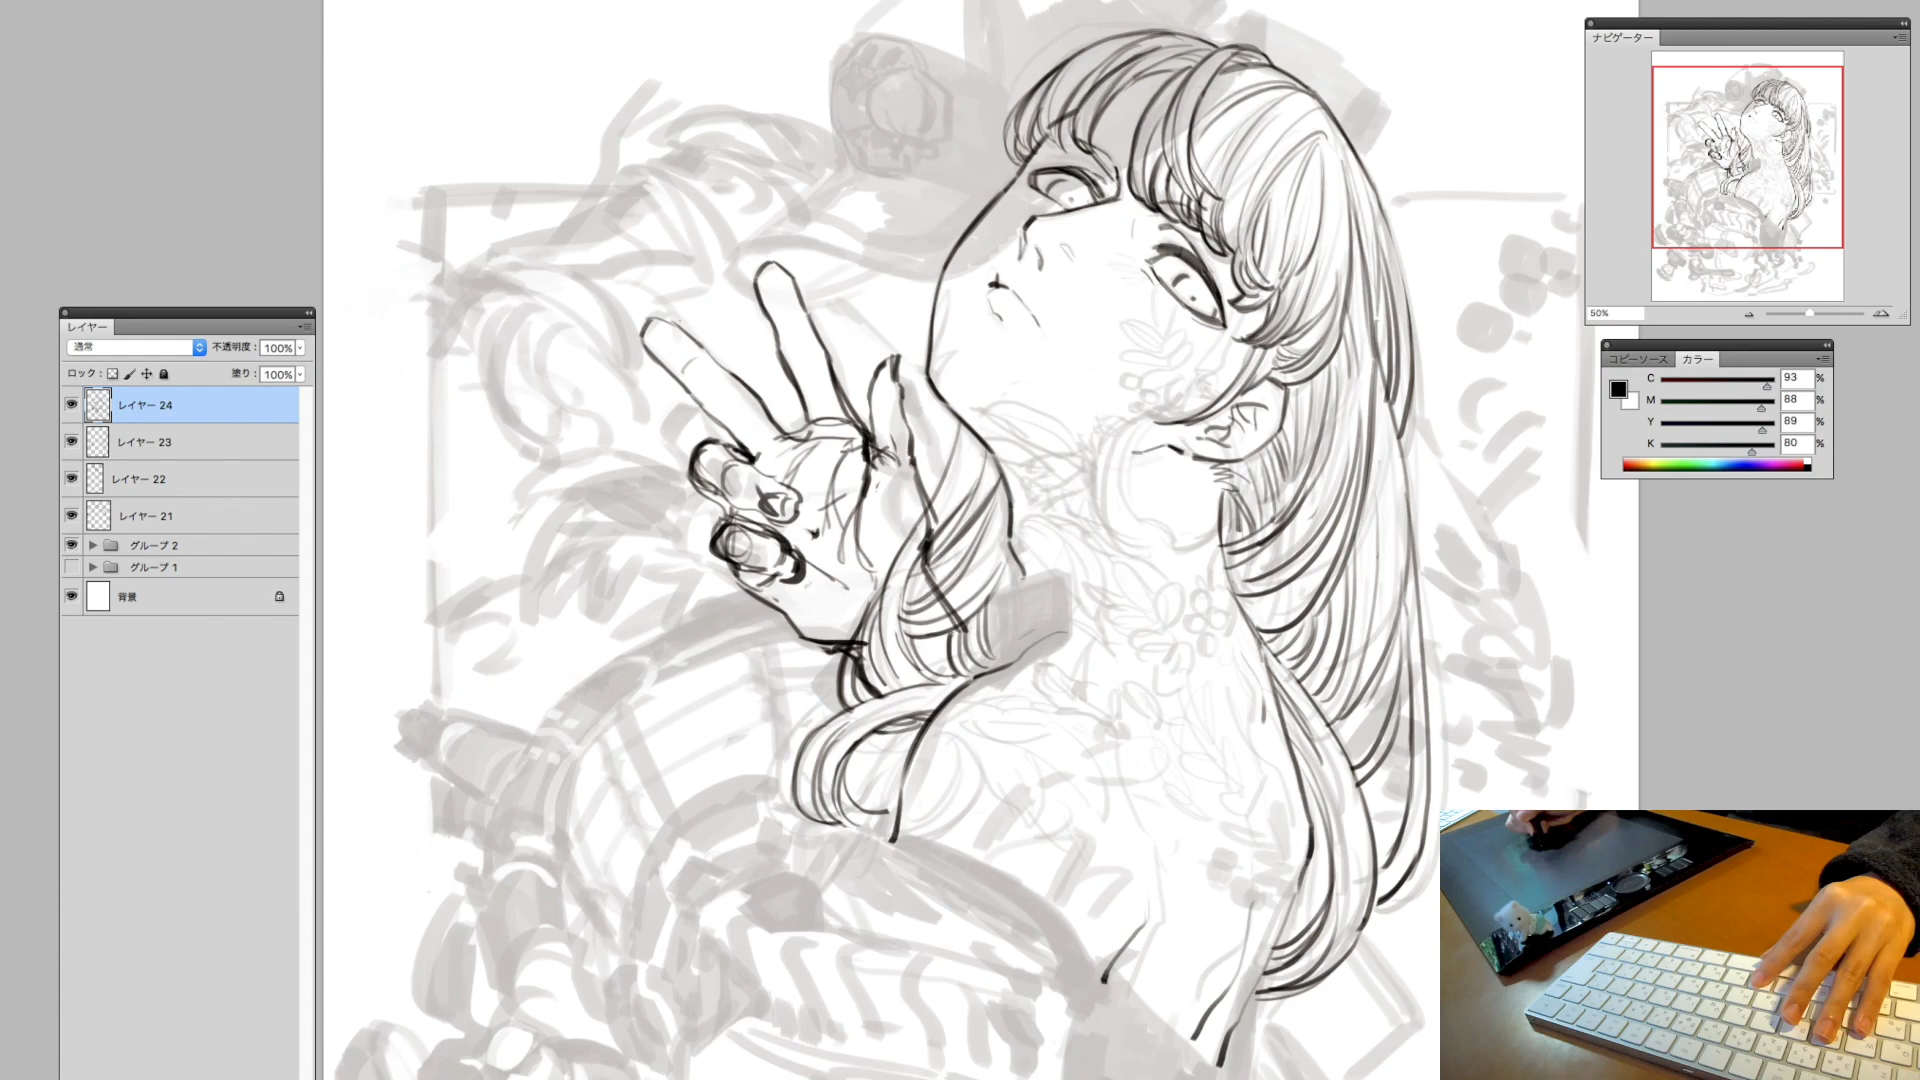 レイヤー
通常
不透明度 : 100%
ロック :
塗り : 100%
レイヤー 24
レイヤー 23
レイヤー 22
レイヤー 21
グループ 2
グループ 1
背景
ナビゲーター
50%
コピーソース
カラー
C 93 %
M 88 %
Y 89 %
K 80 %